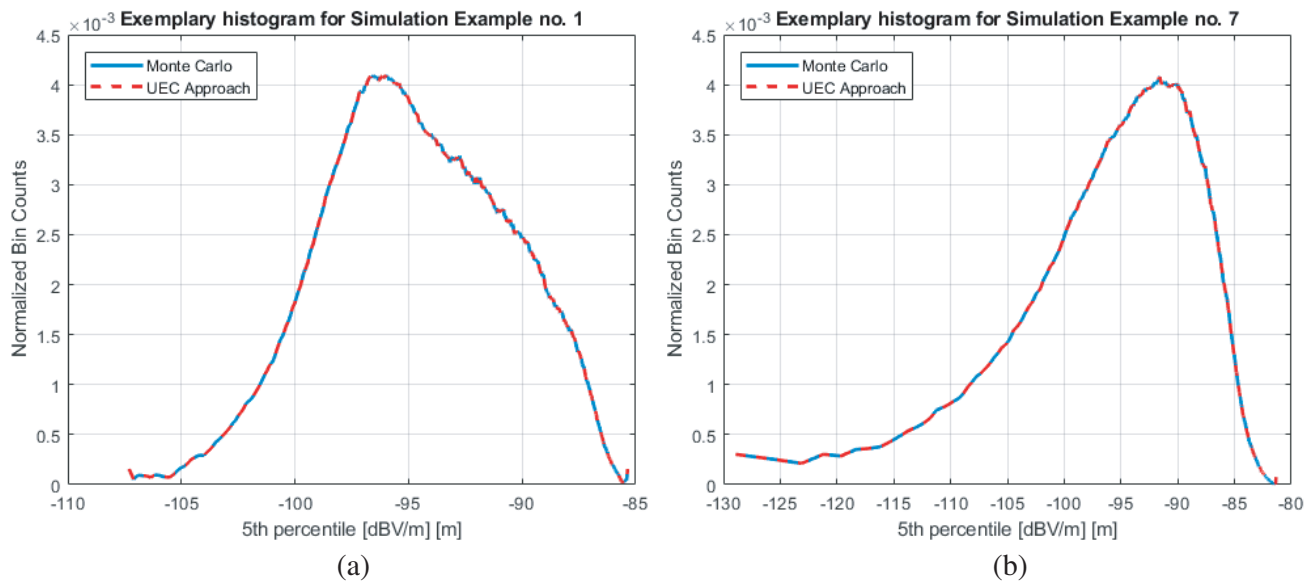 ×10⁻³ Exemplary histogram for Simulation Example no. 1
4.5
4
3.5
3
2.5
2
1.5
1
0.5
0
Normalized Bin Counts
Monte Carlo
UEC Approach
-110 -105 -100 -95 -90 -85
5th percentile [dBV/m] [m]
(a)
×10⁻³ Exemplary histogram for Simulation Example no. 7
4.5
4
3.5
3
2.5
2
1.5
1
0.5
0
Normalized Bin Counts
Monte Carlo
UEC Approach
-130 -125 -120 -115 -110 -105 -100 -95 -90 -85 -80
5th percentile [dBV/m] [m]
(b)